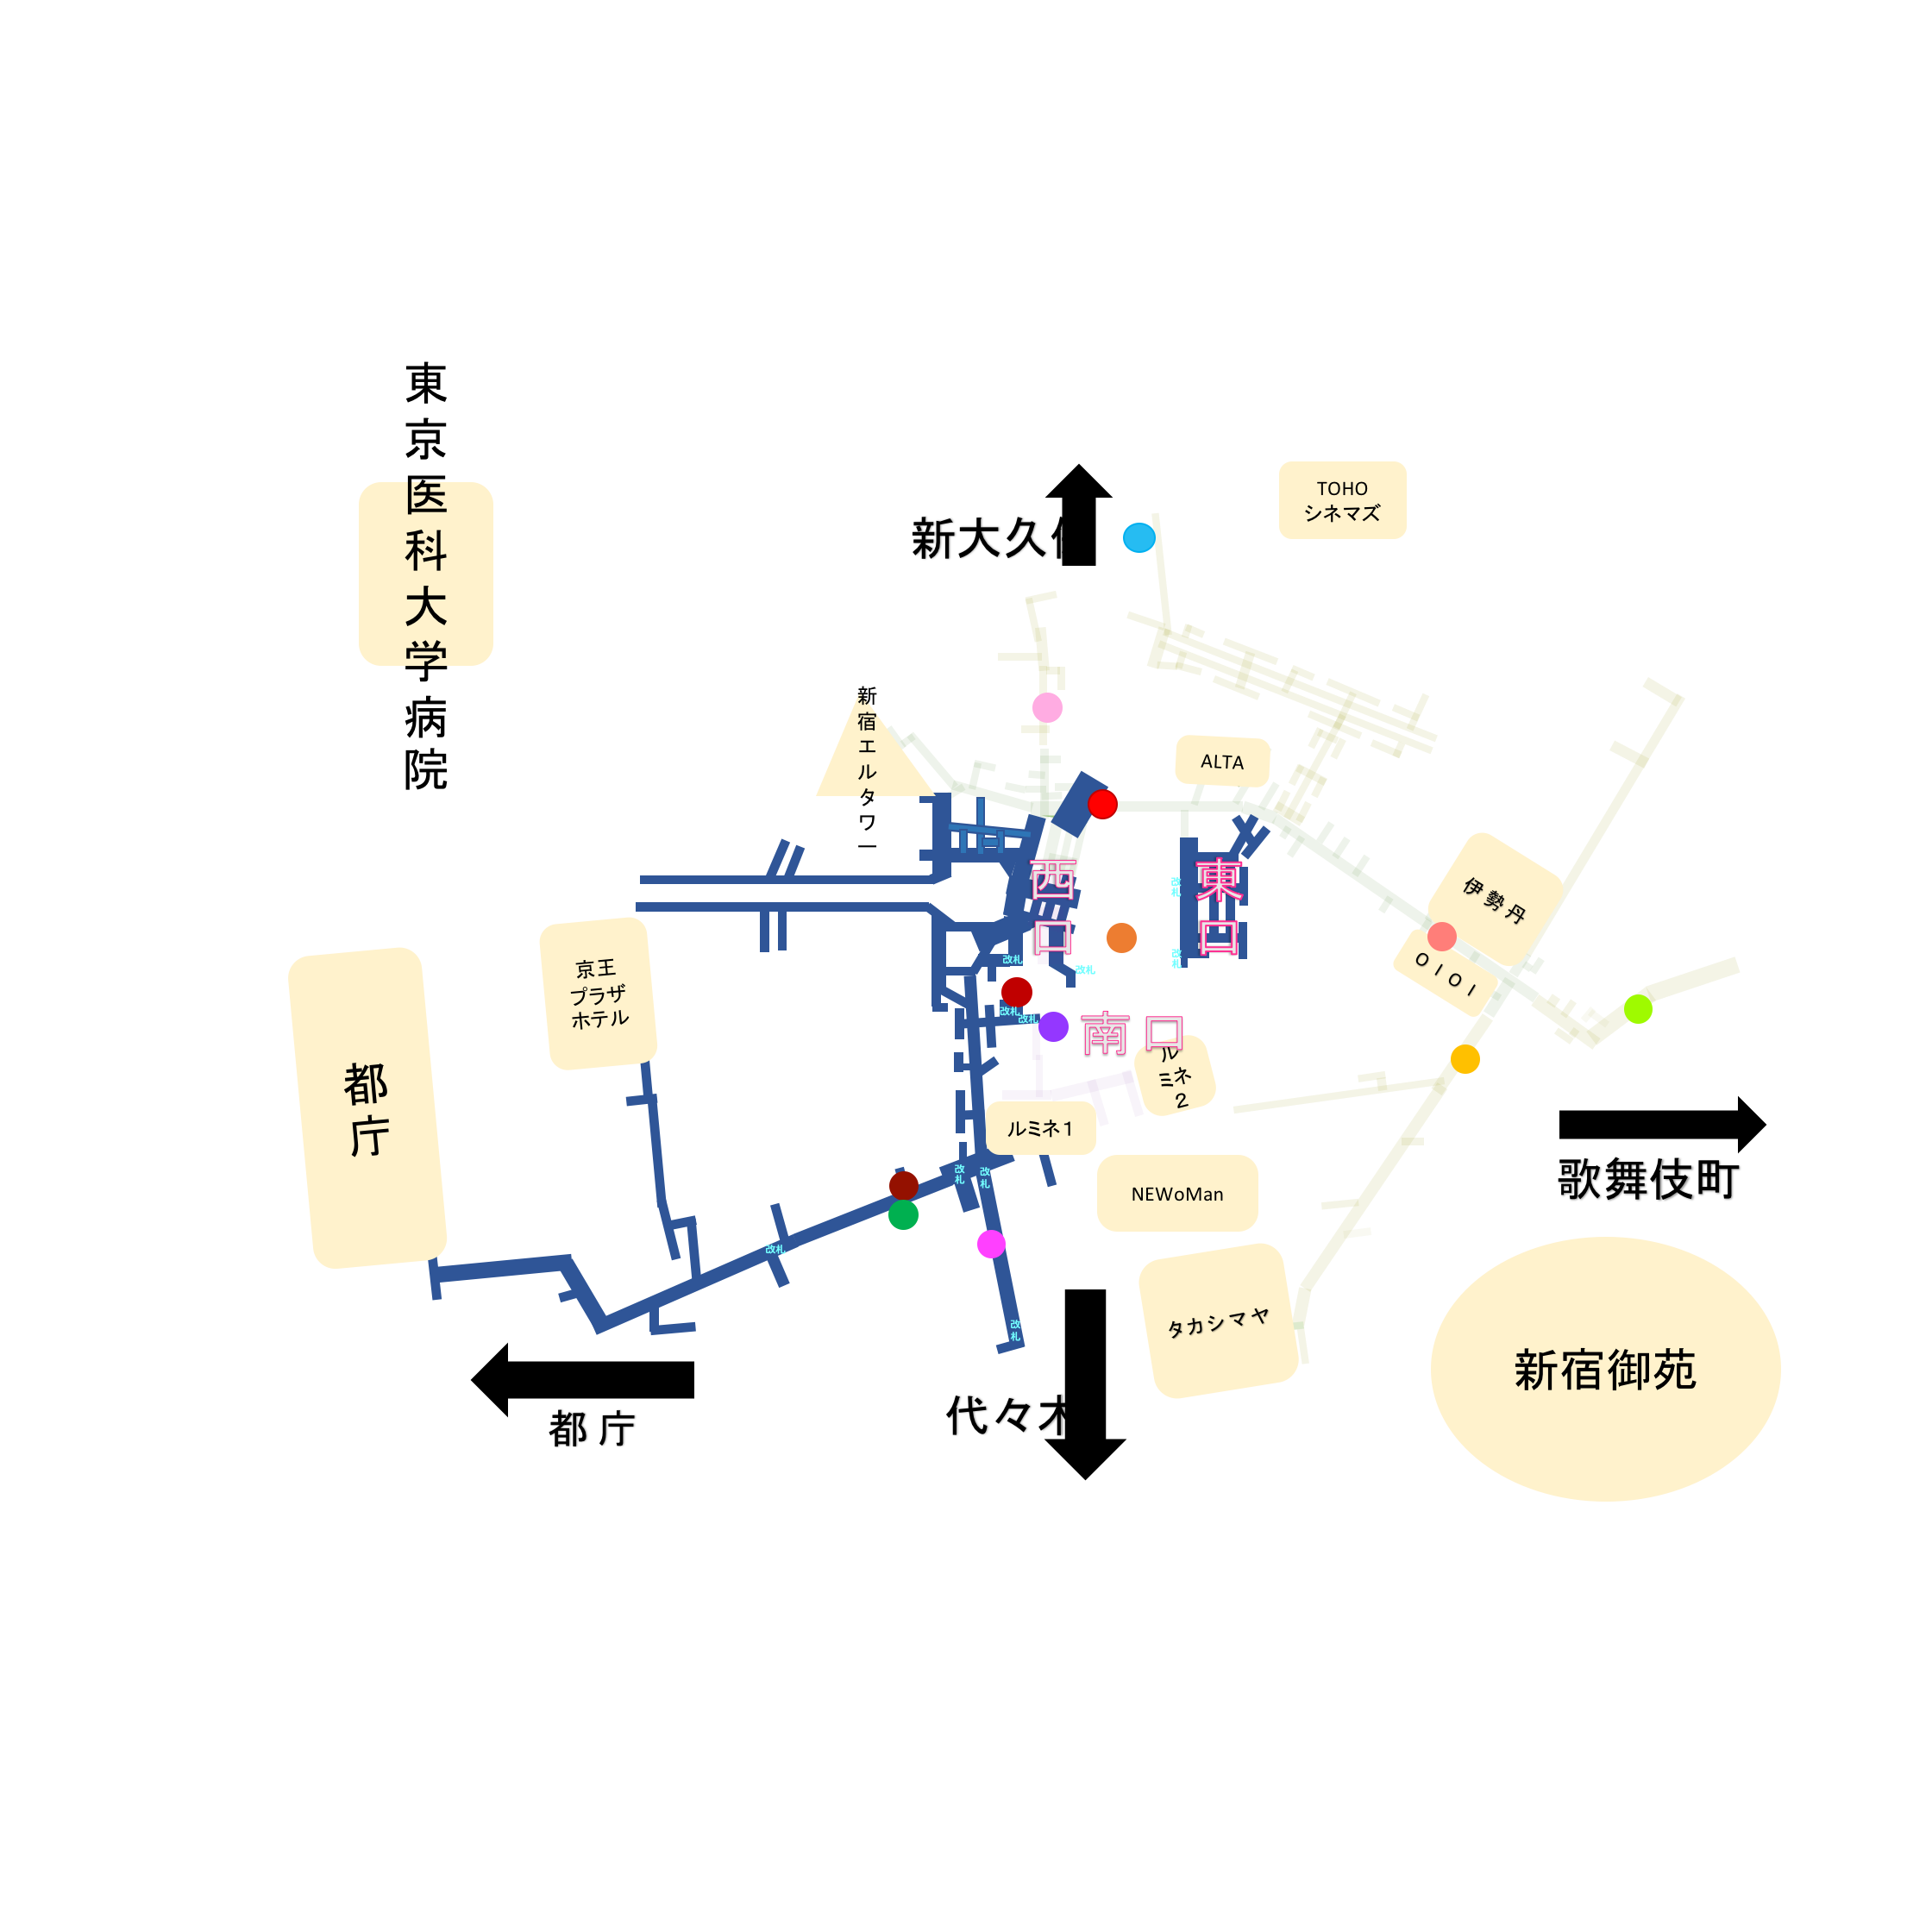 東京医科大学病院
TOHO
シネマズ
新大久
新宿エルタワー
ALTA
西口
東口
改札
改札
伊勢丹
OIOI
京王
プラザ
ホテル
改札
改札
改札
改札
南口
ルミネ2
都庁
ルミネ1
改札
改札
NEWoMan
歌舞伎町
改札
タカシマヤ
改札
新宿御苑
都庁
代々木